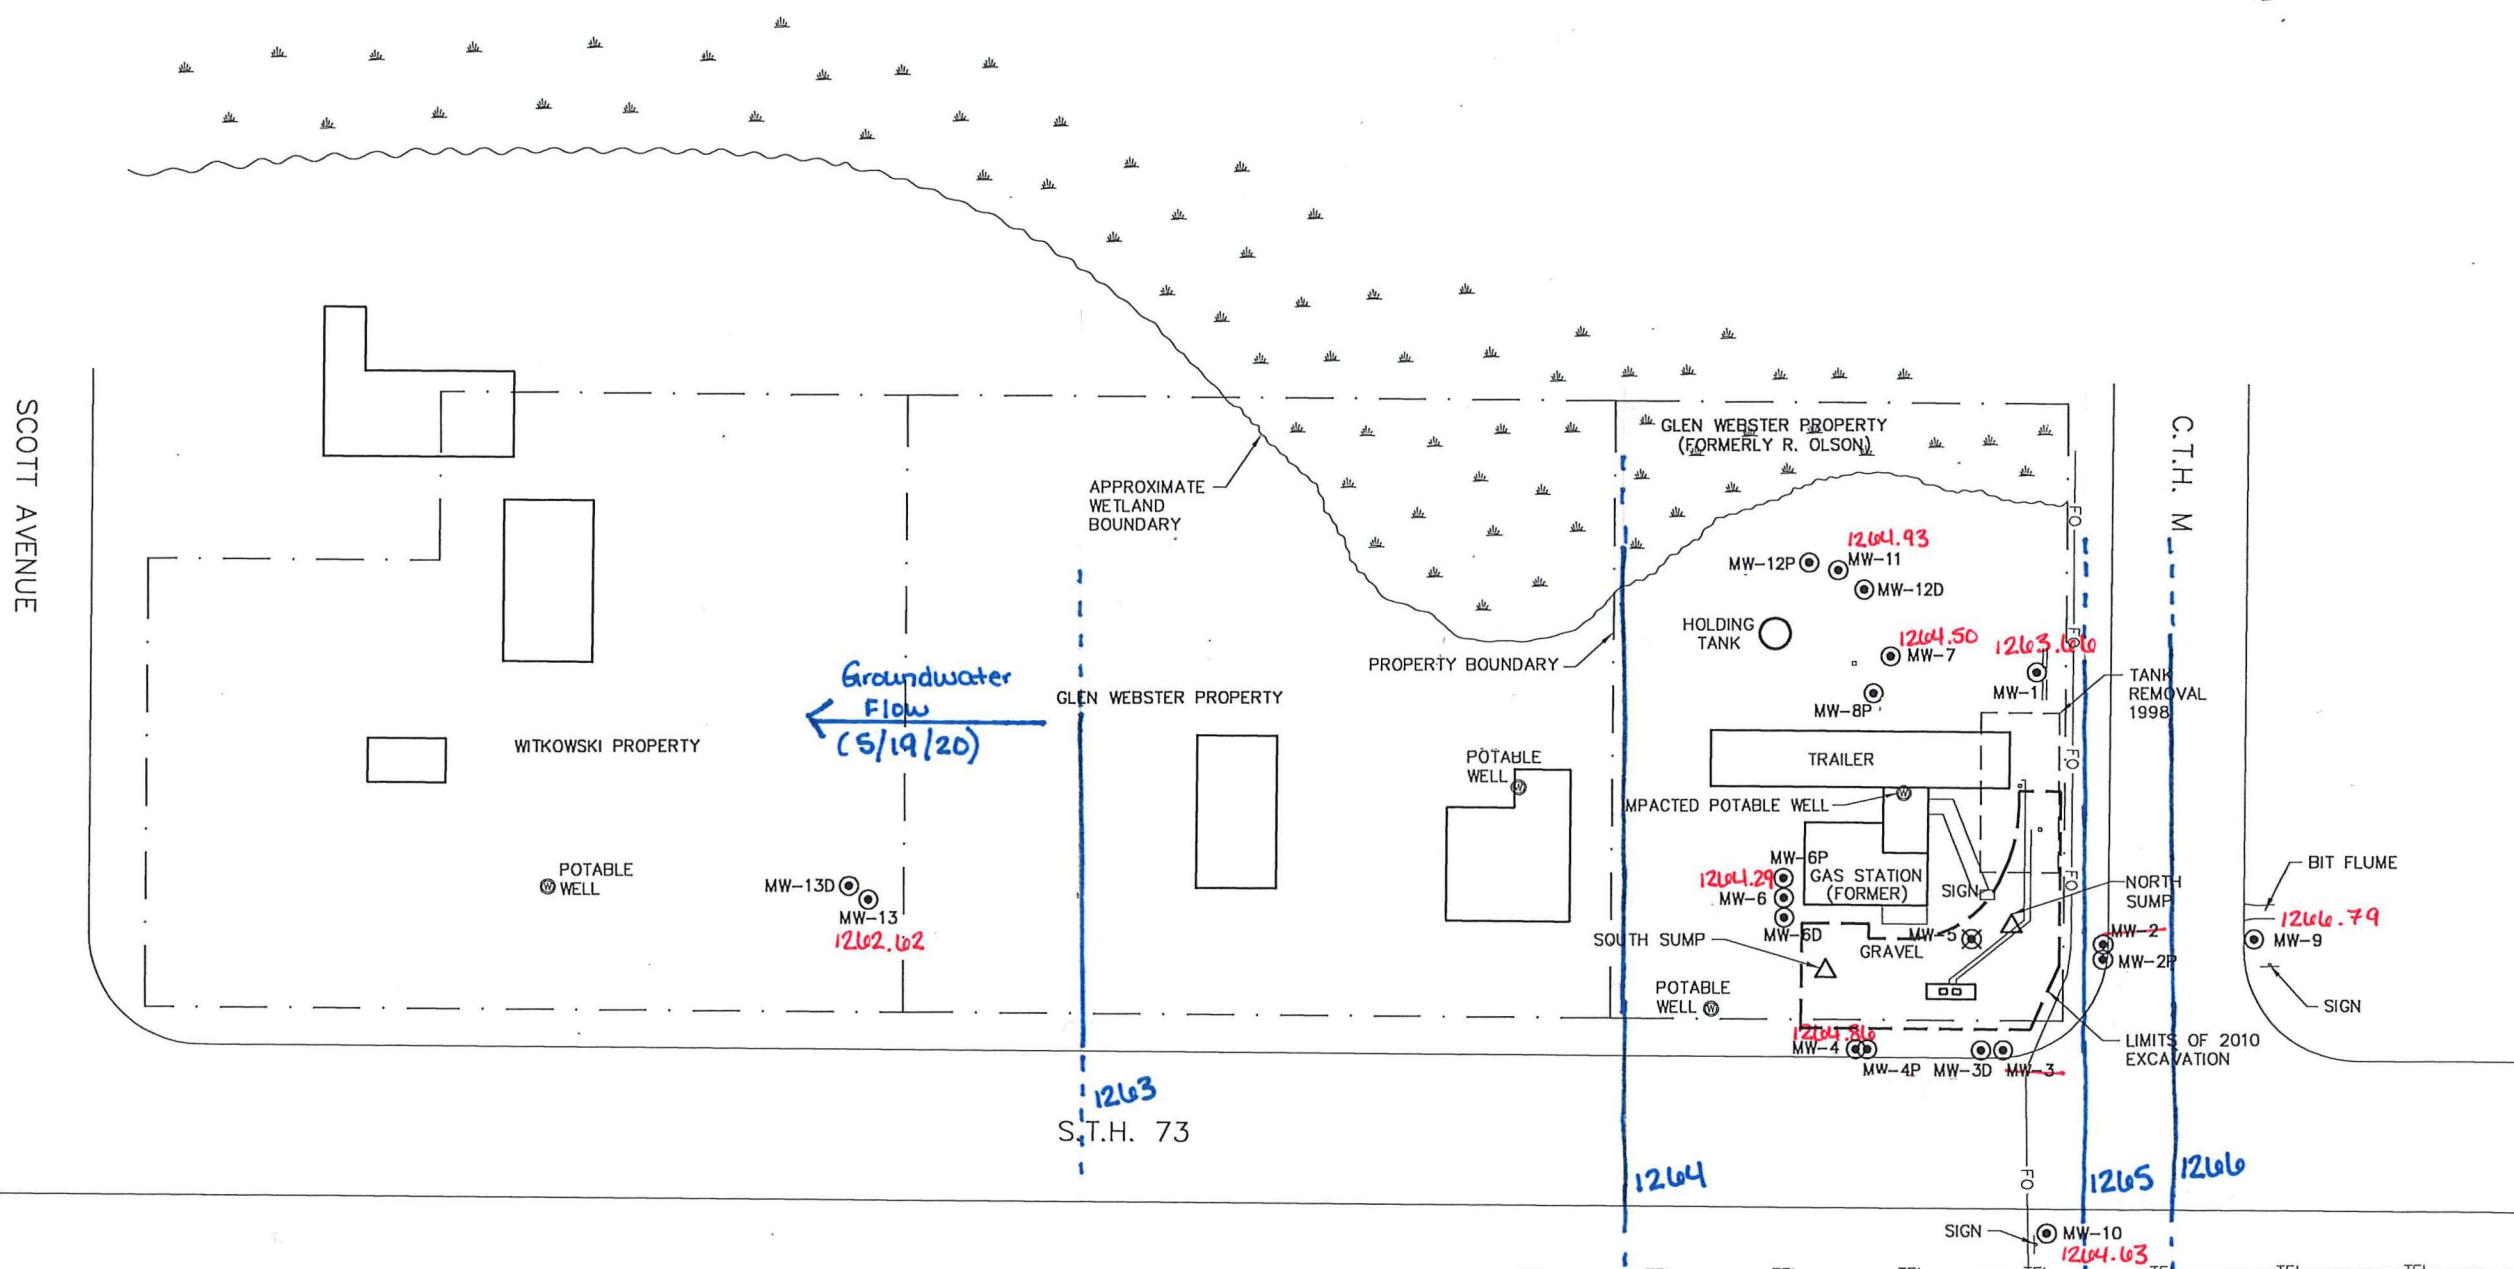 SCOTT AVENUE
C.T.H. M
GLEN WEBSTER PROPERTY
(FORMERLY R. OLSON)
APPROXIMATE
WETLAND
BOUNDARY
FO
1264.93
MW-12P
MW-11
MW-12D
HOLDING
TANK
1264.50
MW-7
FO
1263.66
MW-1
MW-8P
PROPERTY BOUNDARY
TANK
REMOVAL
1998
Groundwater
Flow
(5/19/20)
GLEN WEBSTER PROPERTY
WITKOWSKI PROPERTY
POTABLE
WELL
W
TRAILER
FO
MPACTED POTABLE WELL
W
MW-6P
1264.29
MW-6
MW-6D
GAS STATION
(FORMER)
SIGN
FO
NORTH
SUMP
BIT FLUME
W
POTABLE
WELL
MW-13D
MW-13
1262.62
SOUTH SUMP
MW-5
GRAVEL
MW-2
MW-2P
1266.79
MW-9
SIGN
POTABLE
WELL
W
1264.86
MW-4
MW-4P
MW-3D
MW-3
LIMITS OF 2010
EXCAVATION
1263
S.T.H. 73
1264
FO
1265
1266
SIGN
MW-10
1264.63